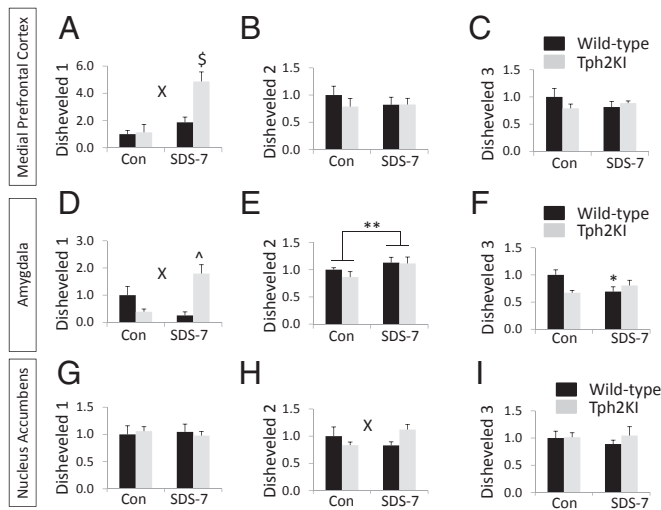 Medial Prefrontal Cortex
A
Disheveled 1
6.0
4.0
2.0
0.0
X
$
Con SDS-7
B
Disheveled 2
1.5
1.0
0.5
0.0
Con SDS-7
C
Wild-type
Tph2KI
Disheveled 3
1.5
1.0
0.5
0.0
Con SDS-7
Amygdala
D
Disheveled 1
3.0
2.0
1.0
0.0
X
^
Con SDS-7
E
Disheveled 2
1.5
1.0
0.5
0.0
**
Con SDS-7
F
Wild-type
Tph2KI
Disheveled 3
1.5
1.0
0.5
0.0
*
Con SDS-7
Nucleus Accumbens
G
Disheveled 1
1.5
1.0
0.5
0.0
Con SDS-7
H
Disheveled 2
1.5
1.0
0.5
0.0
X
Con SDS-7
I
Wild-type
Tph2KI
Disheveled 3
1.5
1.0
0.5
0.0
Con SDS-7